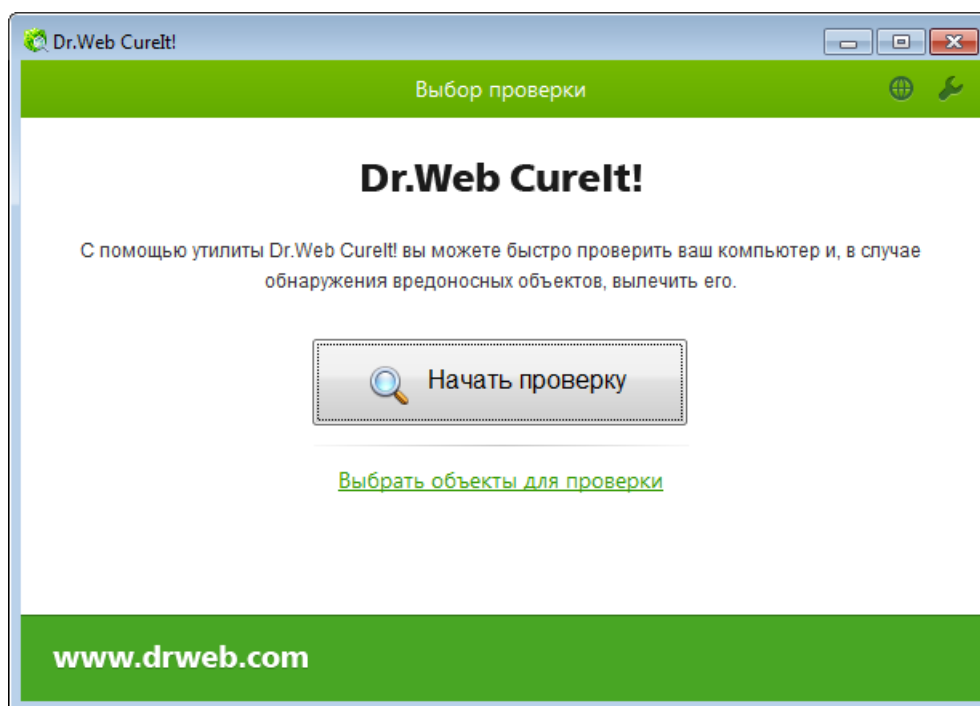 Dr.Web CureIt!
Выбор проверки
Dr.Web CureIt!
С помощью утилиты Dr.Web CureIt! вы можете быстро проверить ваш компьютер и, в случае
обнаружения вредоносных объектов, вылечить его.
Начать проверку
Выбрать объекты для проверки
www.drweb.com